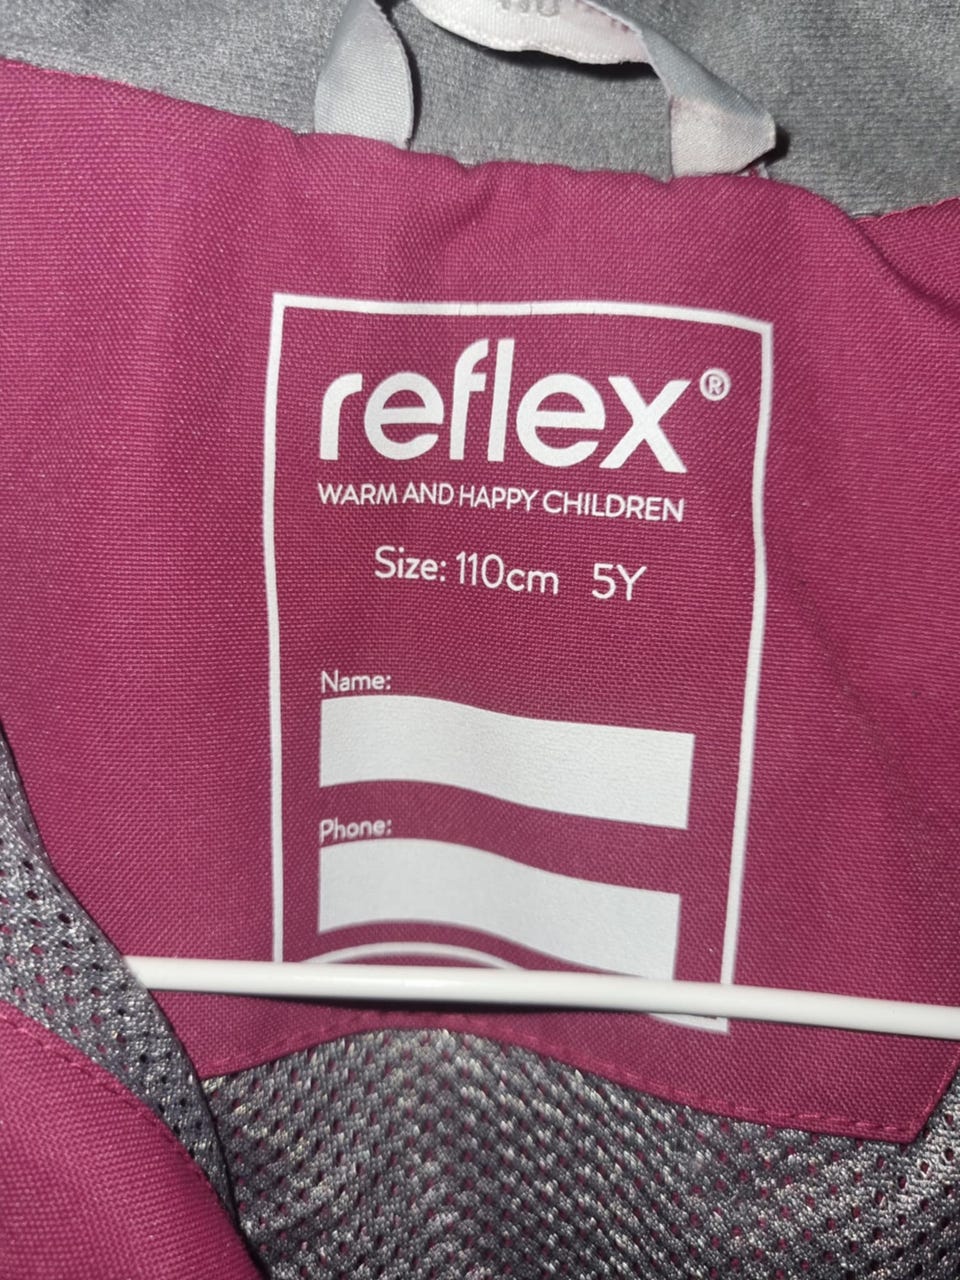 reflex®
WARM AND HAPPY CHILDREN
Size: 110cm 5Y
Name:
Phone: